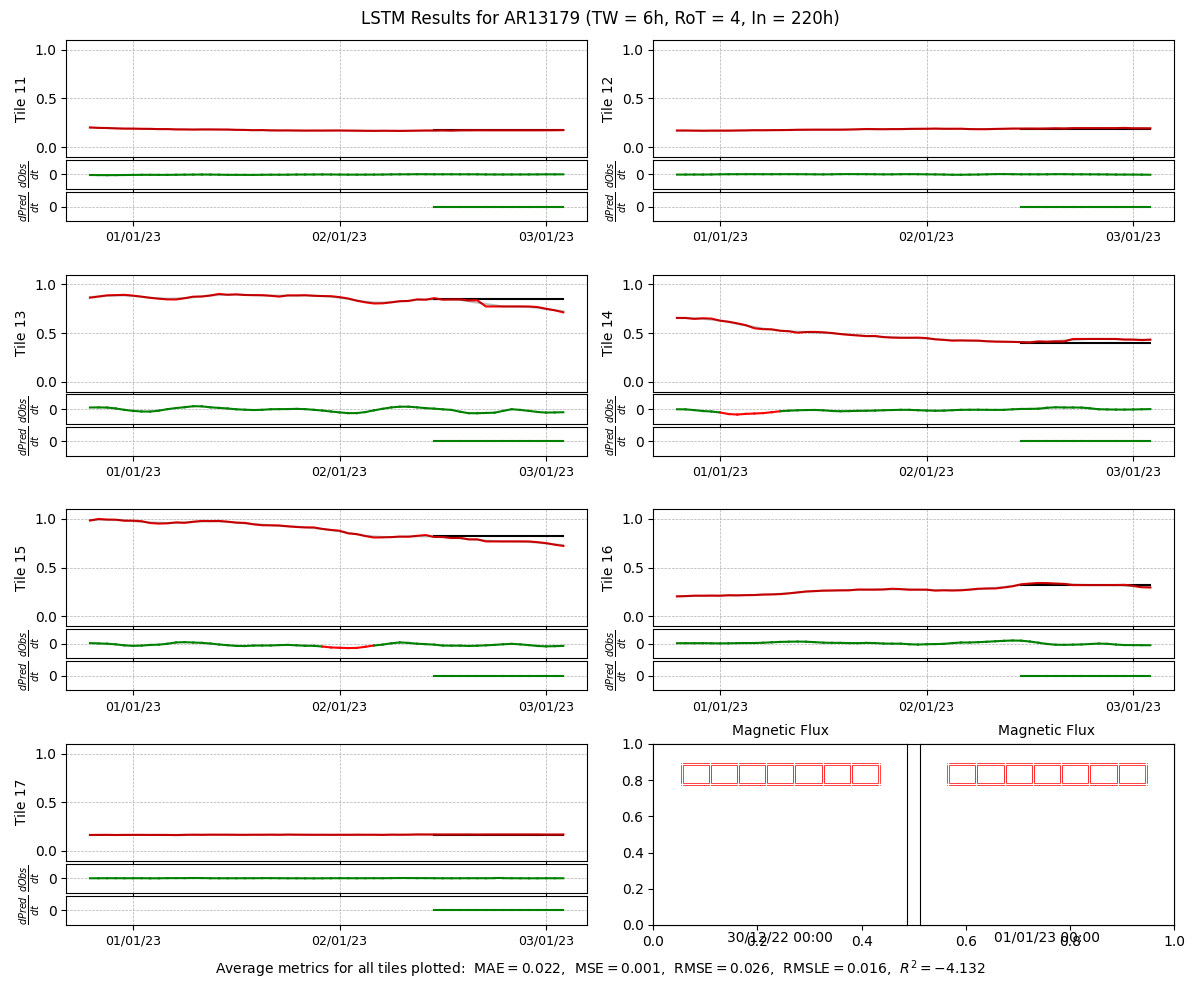 LSTM Results for AR13179 (TW = 6h, RoT = 4, In = 220h)
Tile 11
1.0
0.5
0.0
dObs/dt
0
dPred/dt
0
01/01/23 02/01/23 03/01/23
Tile 12
1.0
0.5
0.0
dObs/dt
0
dPred/dt
0
01/01/23 02/01/23 03/01/23
Tile 13
1.0
0.5
0.0
dObs/dt
0
dPred/dt
0
01/01/23 02/01/23 03/01/23
Tile 14
1.0
0.5
0.0
dObs/dt
0
dPred/dt
0
01/01/23 02/01/23 03/01/23
Tile 15
1.0
0.5
0.0
dObs/dt
0
dPred/dt
0
01/01/23 02/01/23 03/01/23
Tile 16
1.0
0.5
0.0
dObs/dt
0
dPred/dt
0
01/01/23 02/01/23 03/01/23
Tile 17
1.0
0.5
0.0
dObs/dt
0
dPred/dt
0
01/01/23 02/01/23 03/01/23
Magnetic Flux Magnetic Flux
1.0
0.8
0.6
0.4
0.2
0.0
0.0 0.2 0.4 0.6 0.8 1.0
30/12/22 00:00 01/01/23 00:00
Average metrics for all tiles plotted: MAE = 0.022, MSE = 0.001, RMSE = 0.026, RMSLE = 0.016, R² = −4.132